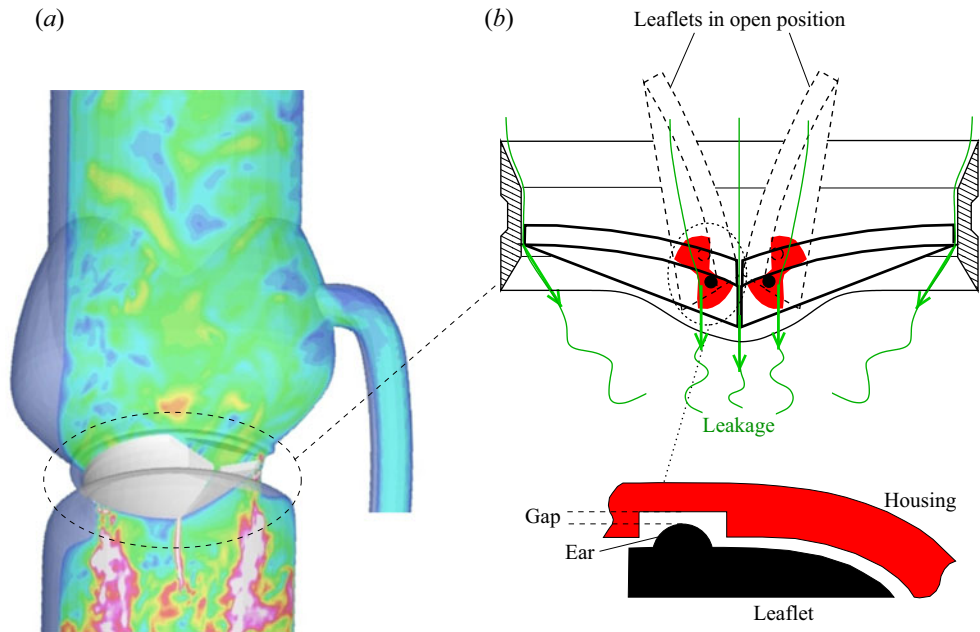 (a)
(b)
Leaflets in open position
Leakage
Housing
Gap
Ear
Leaflet